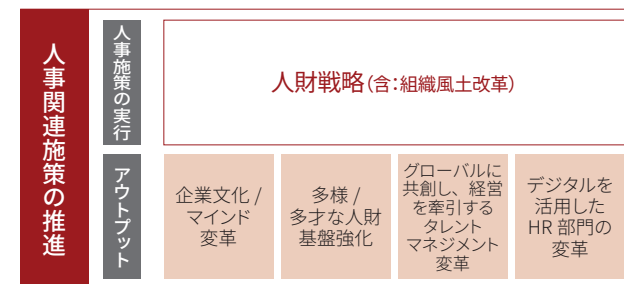 人事関連施策の推進
人事施策の実行
人財戦略(含:組織風土改革)
アウトプット
企業文化 /
マインド
変革
多様 /
多才な人財
基盤強化
グローバルに
共創し、経営
を牽引する
タレント
マネジメント
変革
デジタルを
活用した
HR 部門の
変革